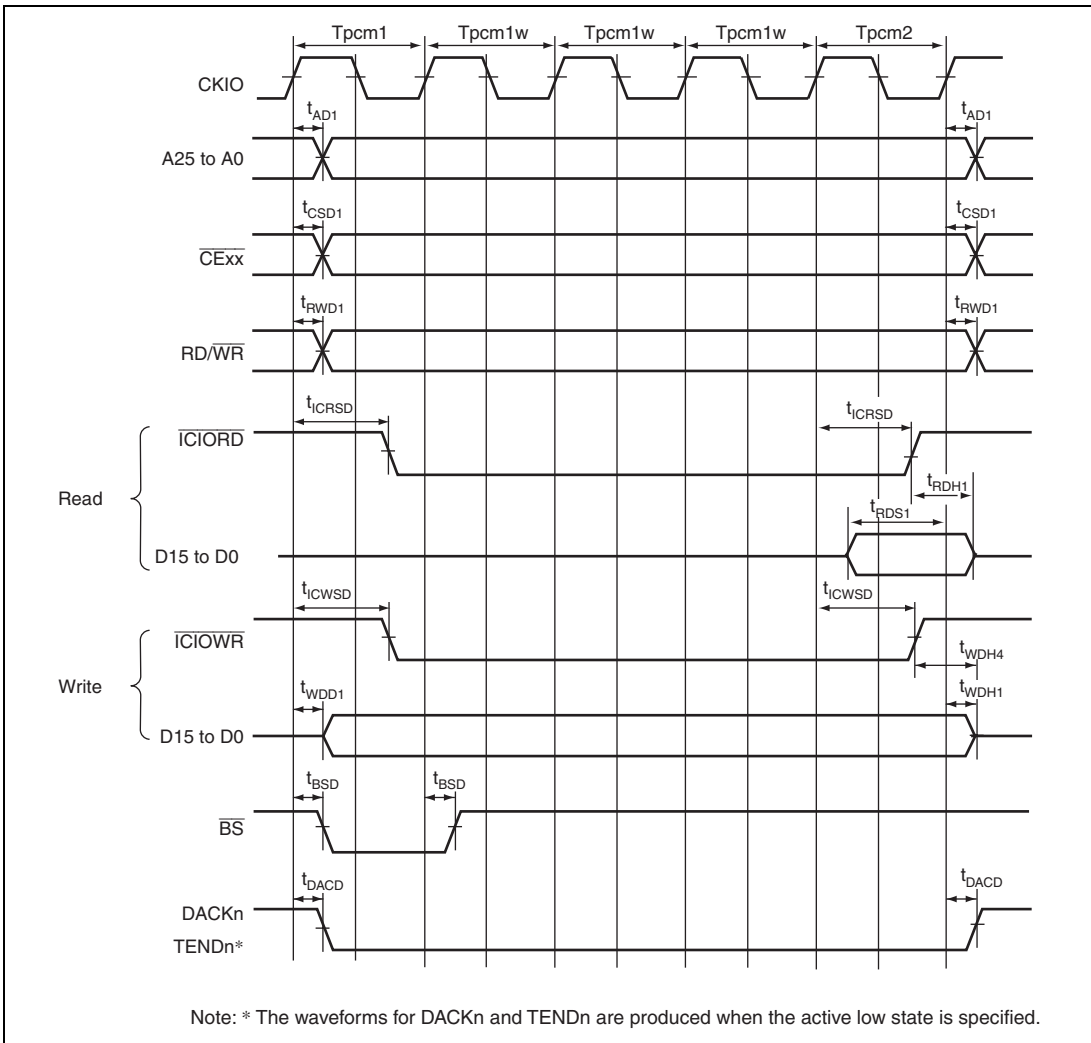 Tpcm1 Tpcm1w Tpcm1w Tpcm1w Tpcm2
CKIO
tAD1 tAD1
A25 to A0
tCSD1 tCSD1
CExx
tRWD1 tRWD1
RD/WR
tICRSD tICRSD
ICIORD
tRDH1
Read
tRDS1
D15 to D0
tICWSD tICWSD
ICIOWR
tWDH4
Write
tWDD1 tWDH1
D15 to D0
tBSD tBSD
BS
tDACD tDACD
DACKn
TENDn*
Note: * The waveforms for DACKn and TENDn are produced when the active low state is specified.